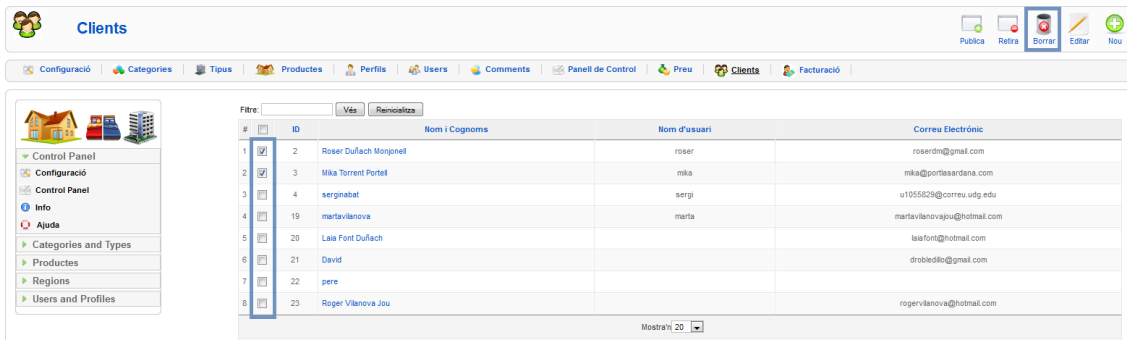 Clients
Publica Retira Borrar Editar Nou
Configuració Categories Tipus Productes Perfils Users Comments Panell de Control Preu Clients Facturació
Filtre: Vés Reinicialitza
# ID Nom i Cognoms Nom d'usuari Correu Electrónic
1 2 Roser Duñach Monjonell roser roserdm@gmail.com
2 3 Mika Torrent Portell mika mika@portlasardana.com
3 4 serginabat sergi u1055829@correu.udg.edu
4 19 martavilanova marta martavilanovajou@hotmail.com
5 20 Laia Font Duñach laiafont@hotmail.com
6 21 David drobledillo@gmail.com
7 22 pere
8 23 Roger Vilanova Jou rogervilanova@hotmail.com
Mostra'n 20
Control Panel
Configuració
Control Panel
Info
Ajuda
Categories and Types
Productes
Regions
Users and Profiles